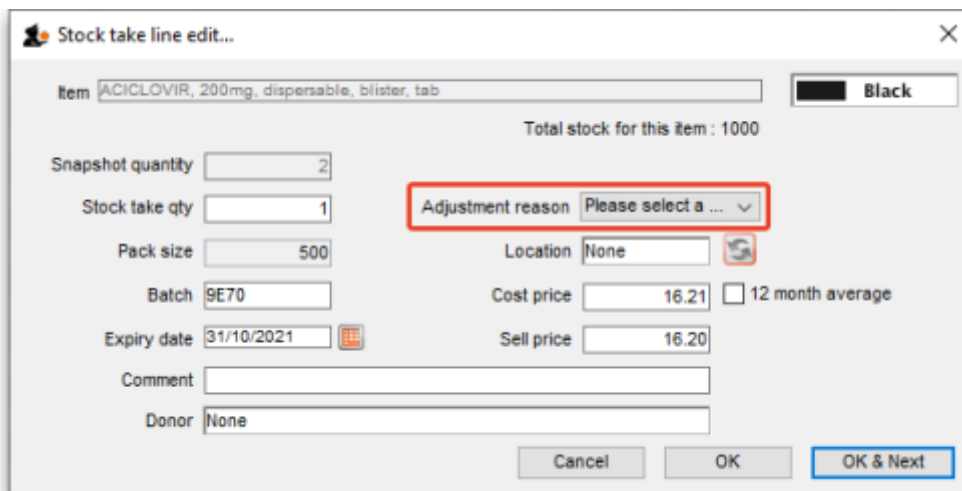 Stock take line edit...
Item ACICLOVIR, 200mg, dispersable, blister, tab Black
Total stock for this item : 1000
Snapshot quantity 2
Stock take qty 1 Adjustment reason Please select a ...
Pack size 500 Location None
Batch 9E70 Cost price 16.21 12 month average
Expiry date 31/10/2021 Sell price 16.20
Comment
Donor None
Cancel OK OK & Next